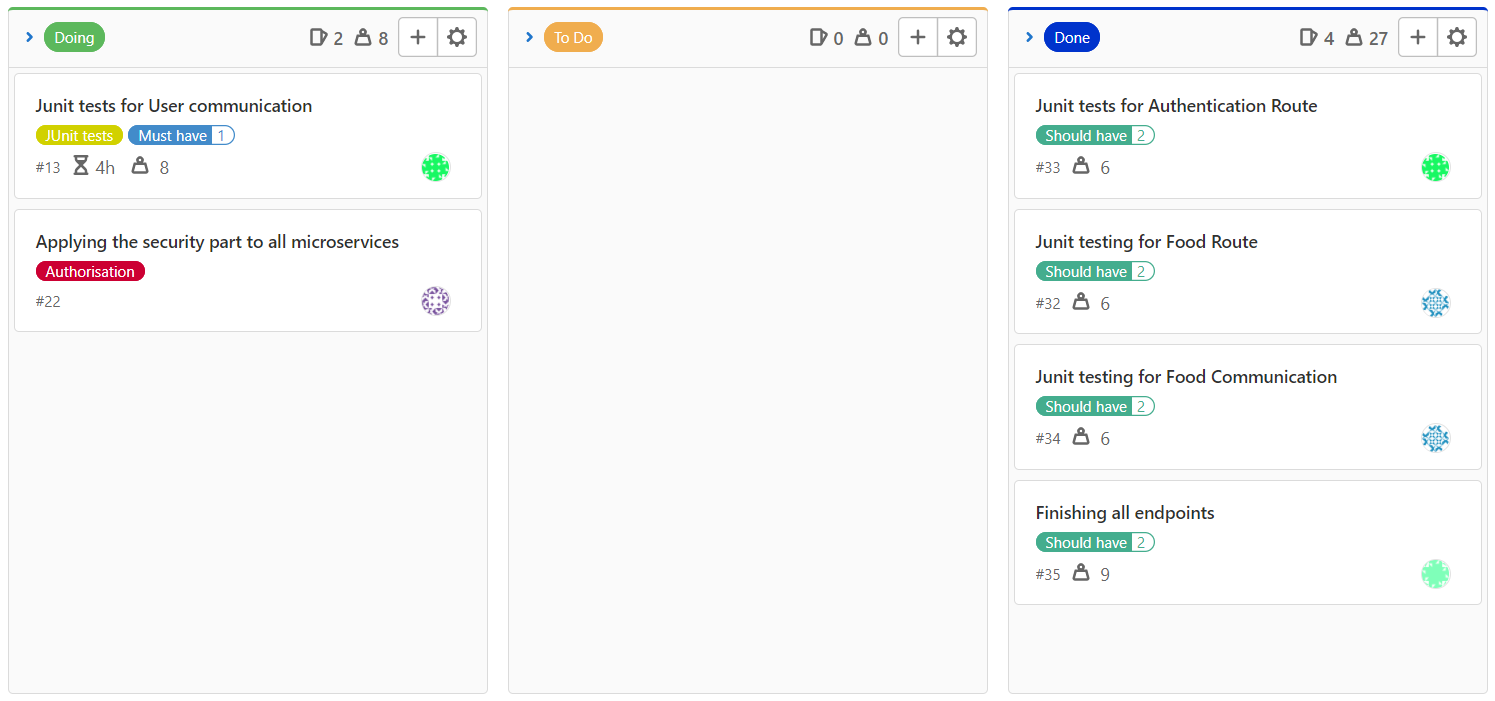 Doing 2 8
Junit tests for User communication
JUnit tests Must have 1
#13 4h 8
Applying the security part to all microservices
Authorisation
#22
To Do 0 0
Done 4 27
Junit tests for Authentication Route
Should have 2
#33 6
Junit testing for Food Route
Should have 2
#32 6
Junit testing for Food Communication
Should have 2
#34 6
Finishing all endpoints
Should have 2
#35 9